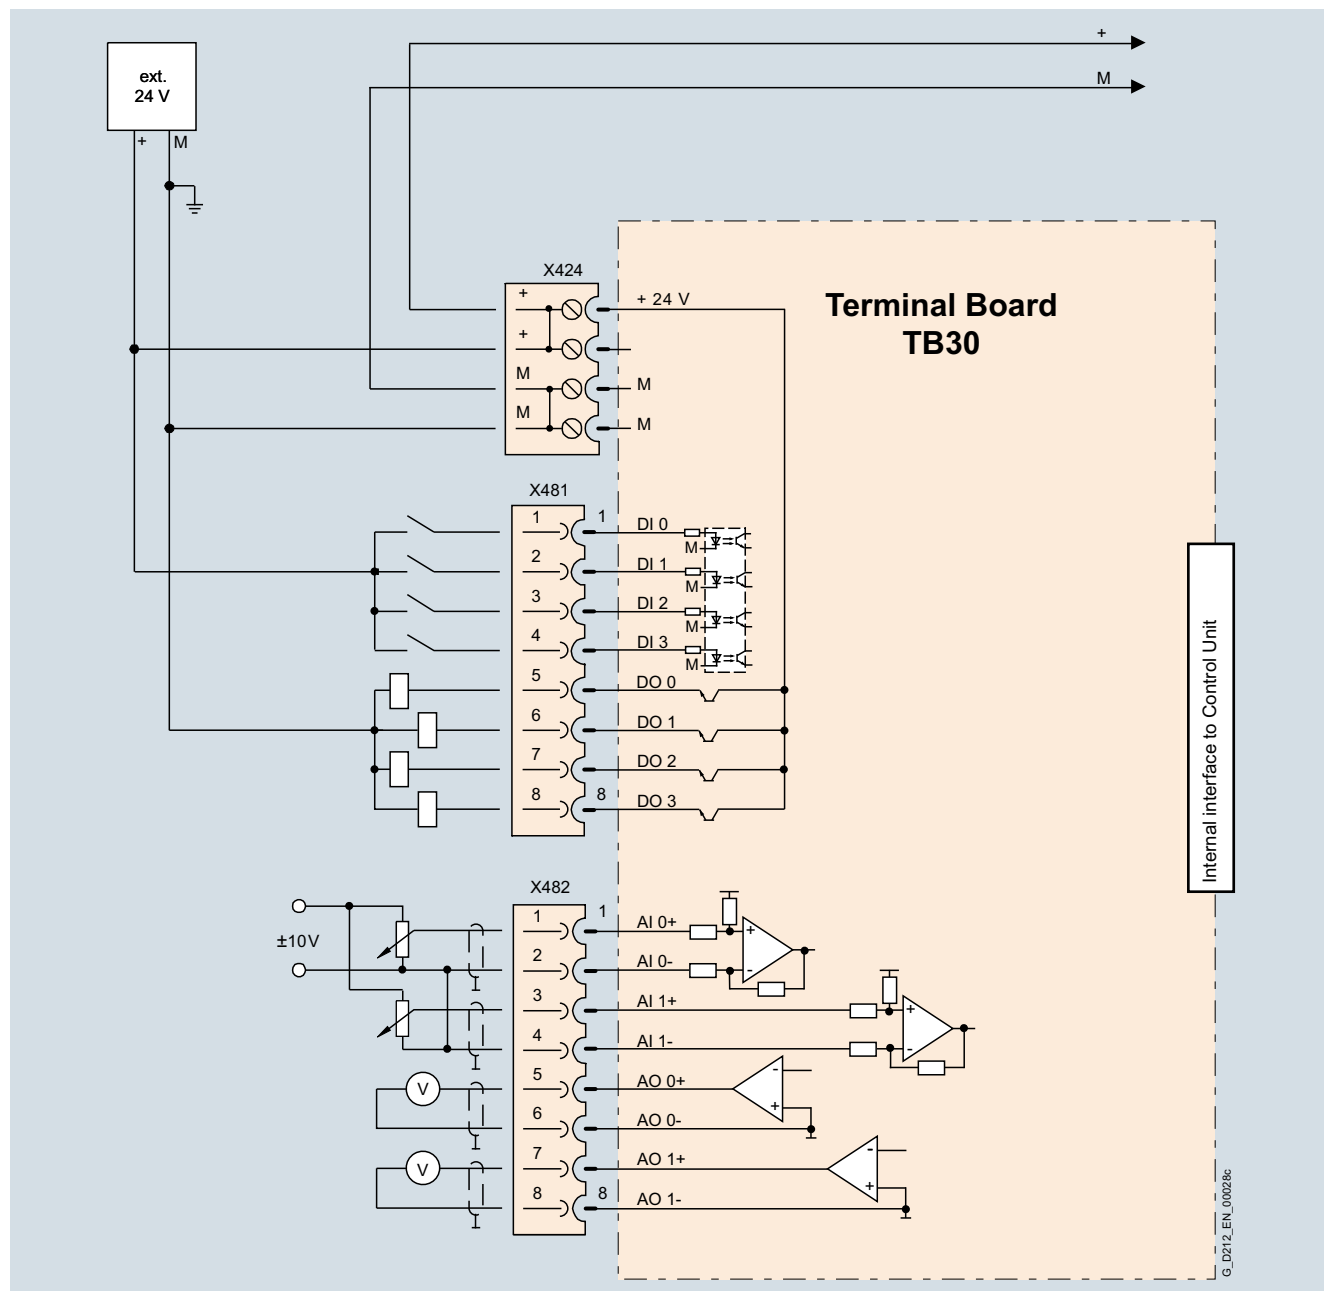 +
M
ext.
24 V
+ M
X424
+ + 24 V
Terminal Board
TB30
+
M M
M M
X481
1 1 DI 0
M
2 DI 1
M
3 DI 2
M
4 DI 3
M
5 DO 0
6 DO 1
7 DO 2
8 8 DO 3
Internal interface to Control Unit
X482
1 1 AI 0+
+
±10V
2 AI 0-
-
3 AI 1+
+
4 AI 1-
-
V 5 AO 0+
-
+
6 AO 0-
V 7 AO 1+
-
+
8 8 AO 1-
G_D212_EN_00028c